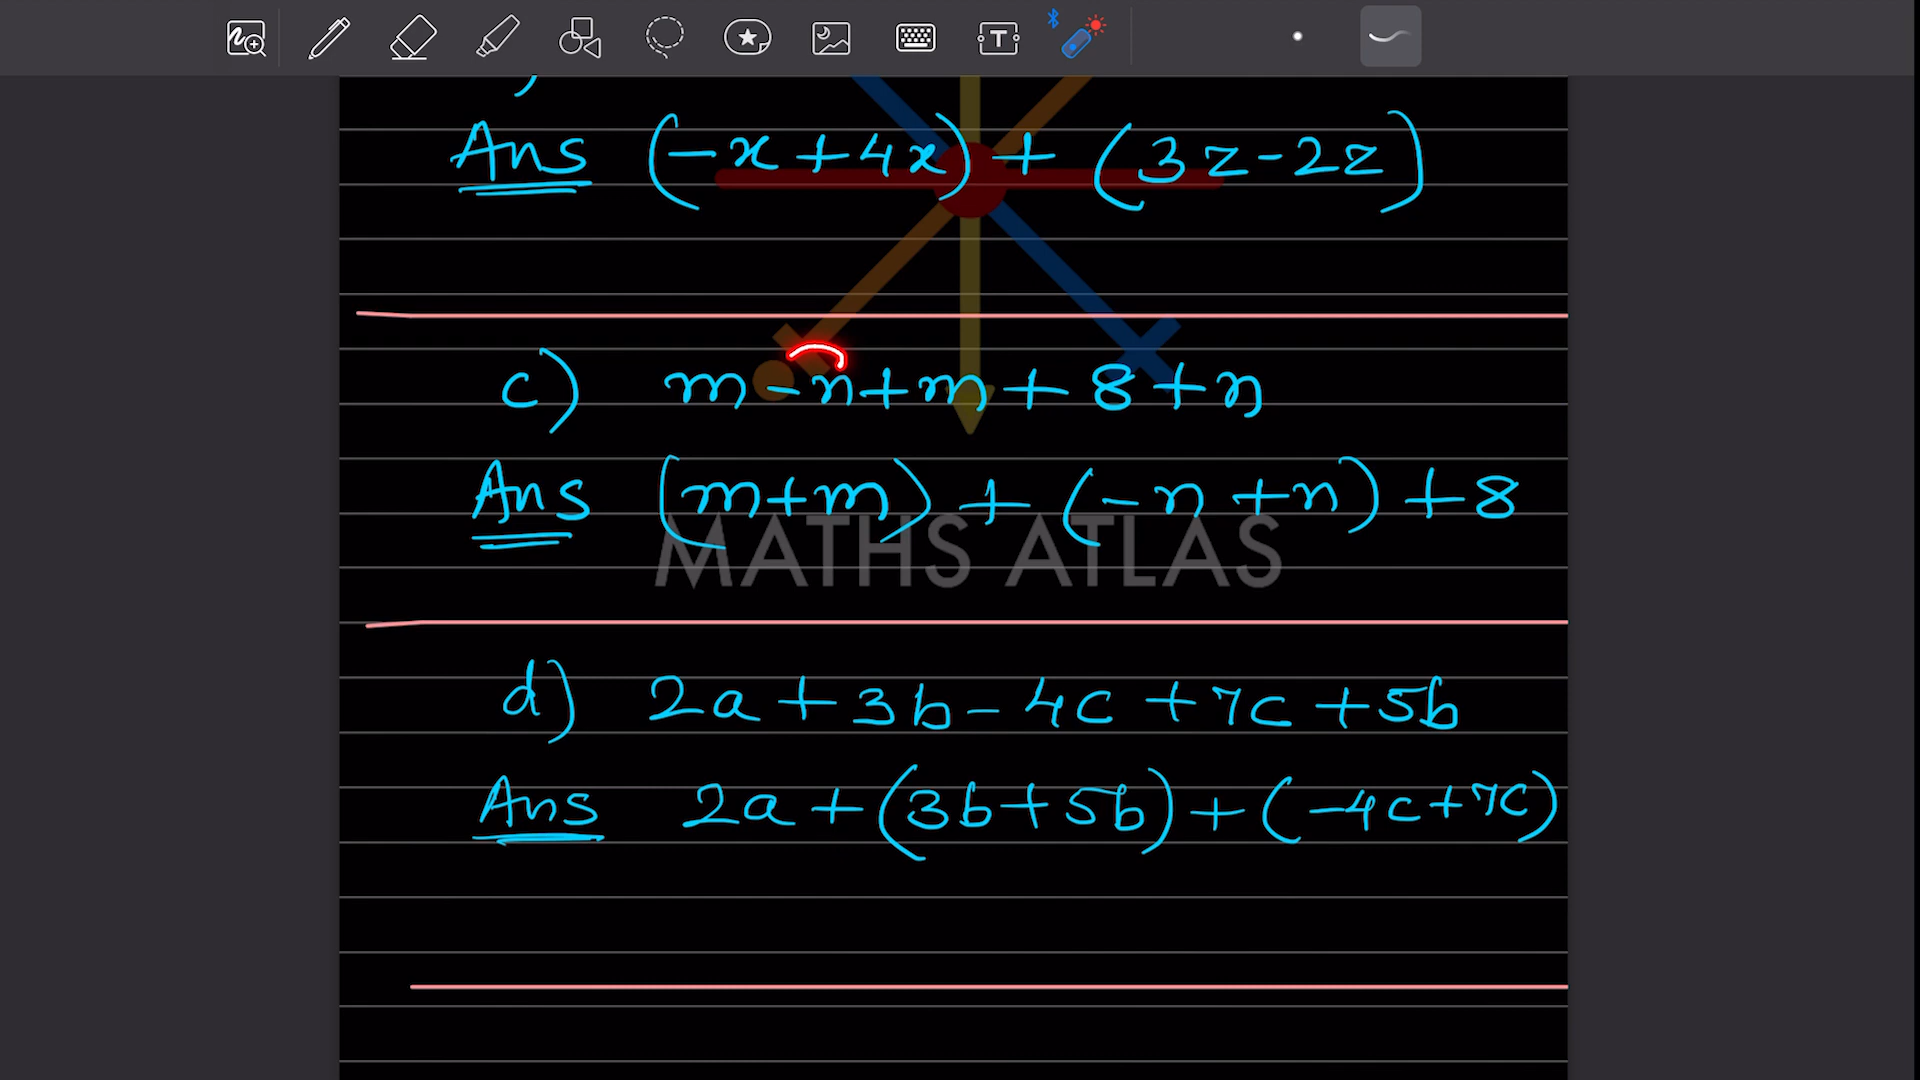 Ans (-x+4x) + (3z-2z)
c) m-n+m+8+n
Ans (m+m) + (-n+n) +8
MATHS ATLAS
d) 2a+3b-4c+7c+5b
Ans 2a+(3b+5b)+(-4c+7c)